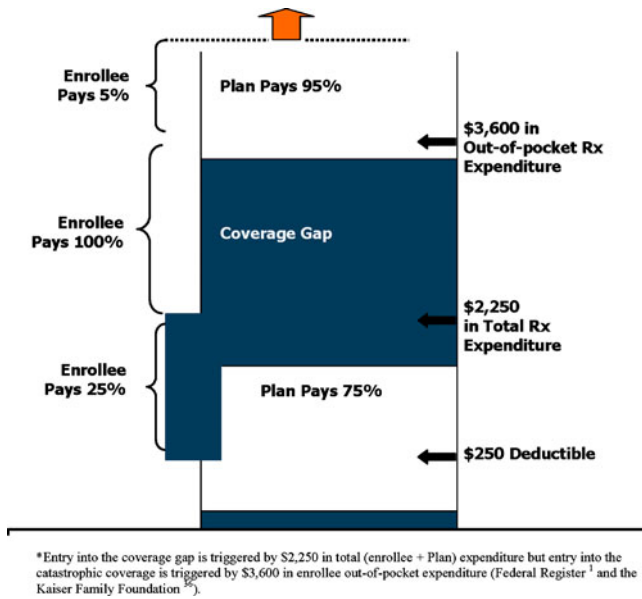 Enrollee
Pays 5%
Plan Pays 95%
$3,600 in
Out-of-pocket Rx
Expenditure
Enrollee
Pays 100%
Coverage Gap
$2,250
in Total Rx
Expenditure
Enrollee
Pays 25%
Plan Pays 75%
$250 Deductible
*Entry into the coverage gap is triggered by $2,250 in total (enrollee + Plan) expenditure but entry into the
catastrophic coverage is triggered by $3,600 in enrollee out-of-pocket expenditure (Federal Register 1 and the
Kaiser Family Foundation 36).